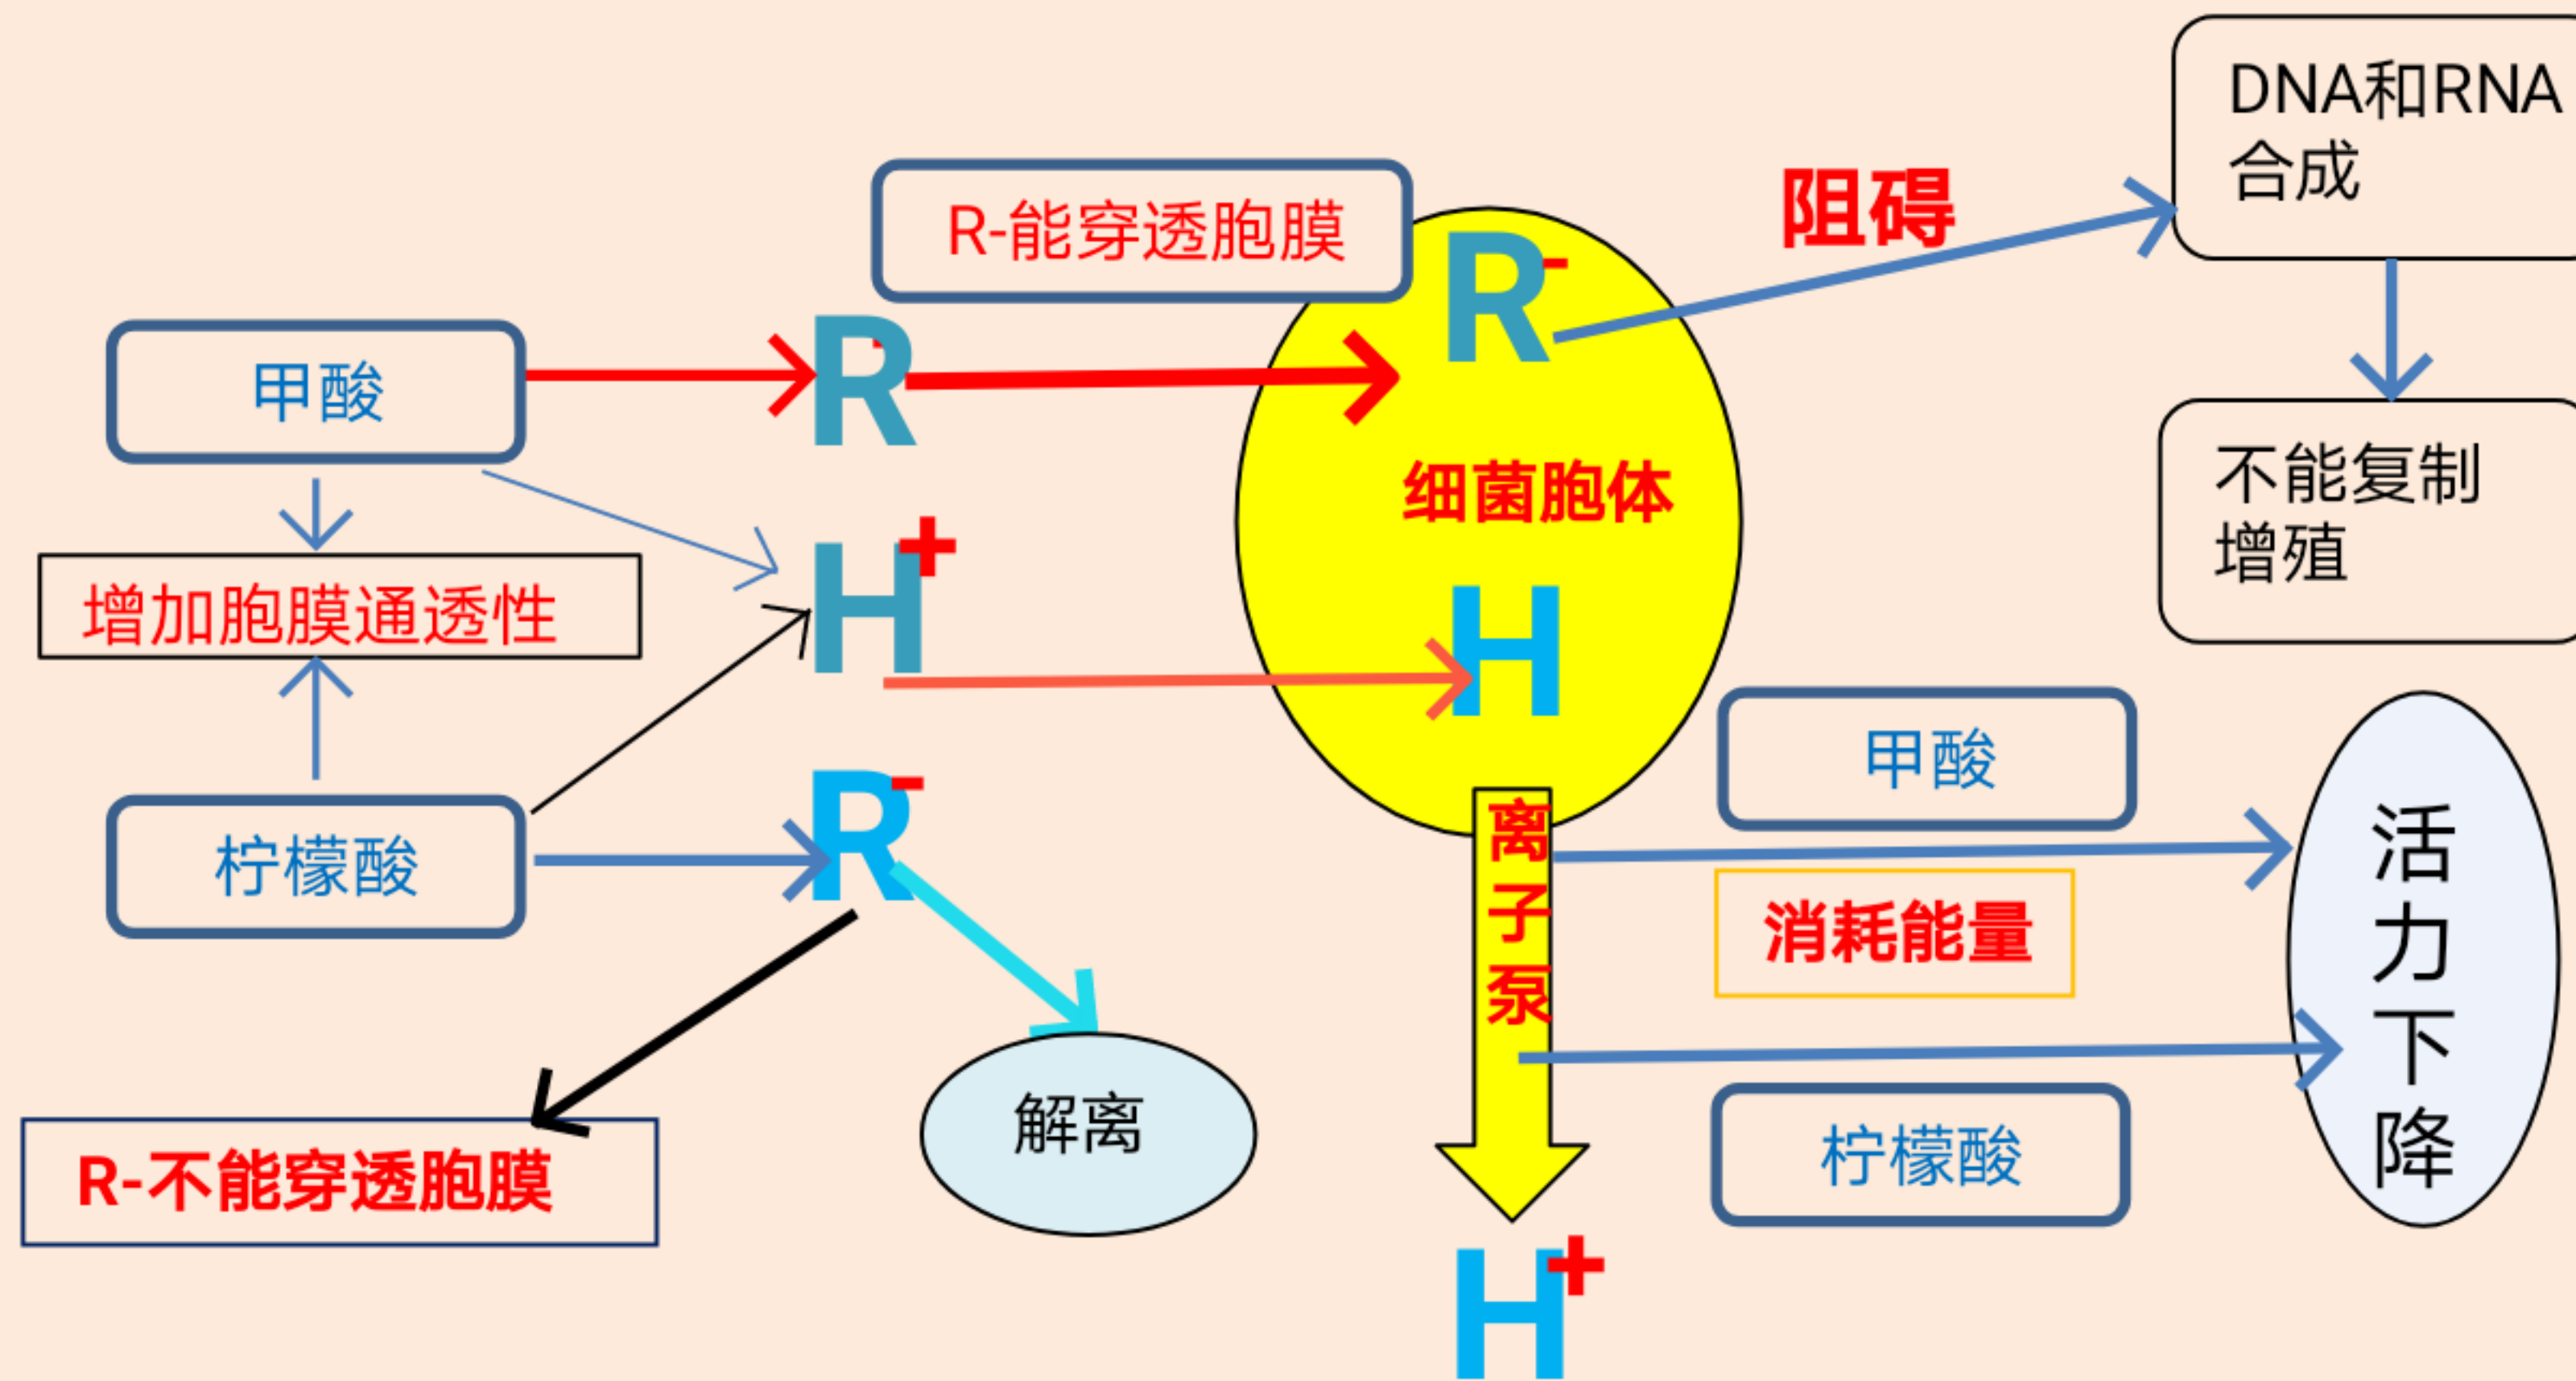 DNA和RNA
合成
阻碍
R-能穿透胞膜
R-
甲酸
R-
细菌胞体
不能复制
增殖
H+
增加胞膜通透性
H
甲酸
R-
柠檬酸
离
子
泵
消耗能量
活
力
下
降
解离
柠檬酸
R-不能穿透胞膜
H+